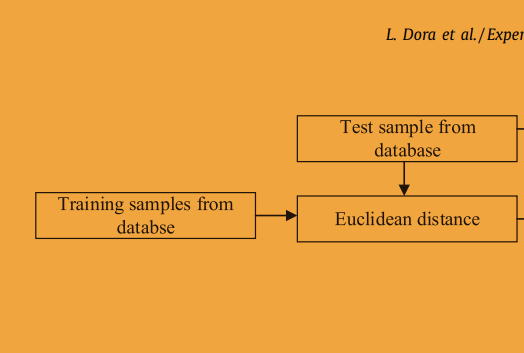 L. Dora et al./Exper
Test sample from
database
Training samples from
databse
Euclidean distance